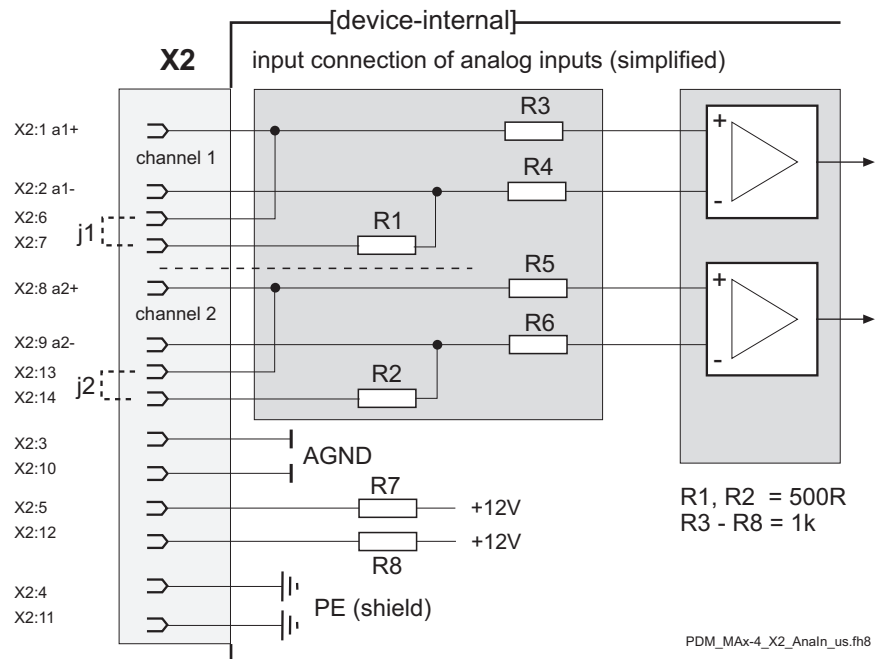 [device-internal]
X2
input connection of analog inputs (simplified)
X2:1 a1+
R3
+
channel 1
X2:2 a1-
R4
-
X2:6
j1
X2:7
R1
X2:8 a2+
R5
+
channel 2
X2:9 a2-
R6
-
X2:13
j2
X2:14
R2
X2:3
AGND
X2:10
X2:5
R7
+12V
X2:12
R8
+12V
R1, R2 = 500R
R3 - R8 = 1k
X2:4
PE (shield)
X2:11
PDM_MAx-4_X2_AnaIn_us.fh8